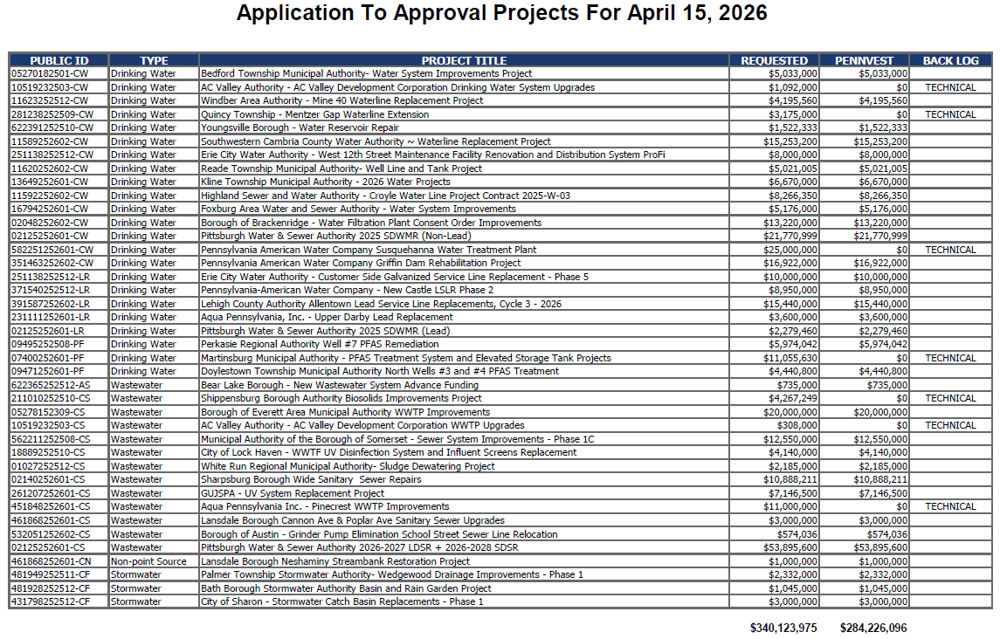 Application To Approval Projects For April 15, 2026
PUBLIC ID TYPE PROJECT TITLE REQUESTED PENNVEST BACK LOG
05270182501-CW Drinking Water Bedford Township Municipal Authority- Water System Improvements Project $5,033,000 $5,033,000
10519232503-CW Drinking Water AC Valley Authority - AC Valley Development Corporation Drinking Water System Upgrades $1,092,000 $0 TECHNICAL
11623252512-CW Drinking Water Windber Area Authority - Mine 40 Waterline Replacement Project $4,195,560 $4,195,560
281238252509-CW Drinking Water Quincy Township - Mentzer Gap Waterline Extension $3,175,000 $0 TECHNICAL
622391252510-CW Drinking Water Youngsville Borough - Water Reservoir Repair $1,522,333 $1,522,333
11589252602-CW Drinking Water Southwestern Cambria County Water Authority ~ Waterline Replacement Project $15,253,200 $15,253,200
251138252512-CW Drinking Water Erie City Water Authority - West 12th Street Maintenance Facility Renovation and Distribution System ProFi $8,000,000 $8,000,000
11620252602-CW Drinking Water Reade Township Municipal Authority- Well Line and Tank Project $5,021,005 $5,021,005
13649252601-CW Drinking Water Kline Township Municipal Authority - 2026 Water Projects $6,670,000 $6,670,000
11592252602-CW Drinking Water Highland Sewer and Water Authority - Croyle Water Line Project Contract 2025-W-03 $8,266,350 $8,266,350
16794252601-CW Drinking Water Foxburg Area Water and Sewer Authority - Water System Improvements $5,176,000 $5,176,000
02048252602-CW Drinking Water Borough of Brackenridge - Water Filtration Plant Consent Order Improvements $13,220,000 $13,220,000
02125252601-CW Drinking Water Pittsburgh Water & Sewer Authority 2025 SDWMR (Non-Lead) $21,770,999 $21,770,999
582251252601-CW Drinking Water Pennsylvania American Water Company Susquehanna Water Treatment Plant $25,000,000 $0 TECHNICAL
351463252602-CW Drinking Water Pennsylvania American Water Company Griffin Dam Rehabilitation Project $16,922,000 $16,922,000
251138252512-LR Drinking Water Erie City Water Authority - Customer Side Galvanized Service Line Replacement - Phase 5 $10,000,000 $10,000,000
371540252512-LR Drinking Water Pennsylvania-American Water Company - New Castle LSLR Phase 2 $8,950,000 $8,950,000
391587252602-LR Drinking Water Lehigh County Authority Allentown Lead Service Line Replacements, Cycle 3 - 2026 $15,440,000 $15,440,000
231111252601-LR Drinking Water Aqua Pennsylvania, Inc. - Upper Darby Lead Replacement $3,600,000 $3,600,000
02125252601-LR Drinking Water Pittsburgh Water & Sewer Authority 2025 SDWMR (Lead) $2,279,460 $2,279,460
09495252508-PF Drinking Water Perkasie Regional Authority Well #7 PFAS Remediation $5,974,042 $5,974,042
07400252601-PF Drinking Water Martinsburg Municipal Authority - PFAS Treatment System and Elevated Storage Tank Projects $11,055,630 $0 TECHNICAL
09471252601-PF Drinking Water Doylestown Township Municipal Authority North Wells #3 and #4 PFAS Treatment $4,440,800 $4,440,800
622365252512-AS Wastewater Bear Lake Borough - New Wastewater System Advance Funding $735,000 $735,000
211010252510-CS Wastewater Shippensburg Borough Authority Biosolids Improvements Project $4,267,249 $0 TECHNICAL
05278152309-CS Wastewater Borough of Everett Area Municipal Authority WWTP Improvements $20,000,000 $20,000,000
10519232503-CS Wastewater AC Valley Authority - AC Valley Development Corporation WWTP Upgrades $308,000 $0 TECHNICAL
562211252508-CS Wastewater Municipal Authority of the Borough of Somerset - Sewer System Improvements - Phase 1C $12,550,000 $12,550,000
18889252510-CS Wastewater City of Lock Haven - WWTF UV Disinfection System and Influent Screens Replacement $4,140,000 $4,140,000
01027252512-CS Wastewater White Run Regional Municipal Authority- Sludge Dewatering Project $2,185,000 $2,185,000
02140252601-CS Wastewater Sharpsburg Borough Wide Sanitary Sewer Repairs $10,888,211 $10,888,211
261207252601-CS Wastewater GUJSPA - UV System Replacement Project $7,146,500 $7,146,500
451848252601-CS Wastewater Aqua Pennsylvania Inc. - Pinecrest WWTP Improvements $11,000,000 $0 TECHNICAL
461868252601-CS Wastewater Lansdale Borough Cannon Ave & Poplar Ave Sanitary Sewer Upgrades $3,000,000 $3,000,000
532051252602-CS Wastewater Borough of Austin - Grinder Pump Elimination School Street Sewer Line Relocation $574,036 $574,036
02125252601-CS Wastewater Pittsburgh Water & Sewer Authority 2026-2027 LDSR + 2026-2028 SDSR $53,895,600 $53,895,600
461868252601-CN Non-point Source Lansdale Borough Neshaminy Streambank Restoration Project $1,000,000 $1,000,000
481949252511-CF Stormwater Palmer Township Stormwater Authority- Wedgewood Drainage Improvements - Phase 1 $2,332,000 $2,332,000
481928252512-CF Stormwater Bath Borough Stormwater Authority Basin and Rain Garden Project $1,045,000 $1,045,000
431798252512-CF Stormwater City of Sharon - Stormwater Catch Basin Replacements - Phase 1 $3,000,000 $3,000,000
$340,123,975 $284,226,096